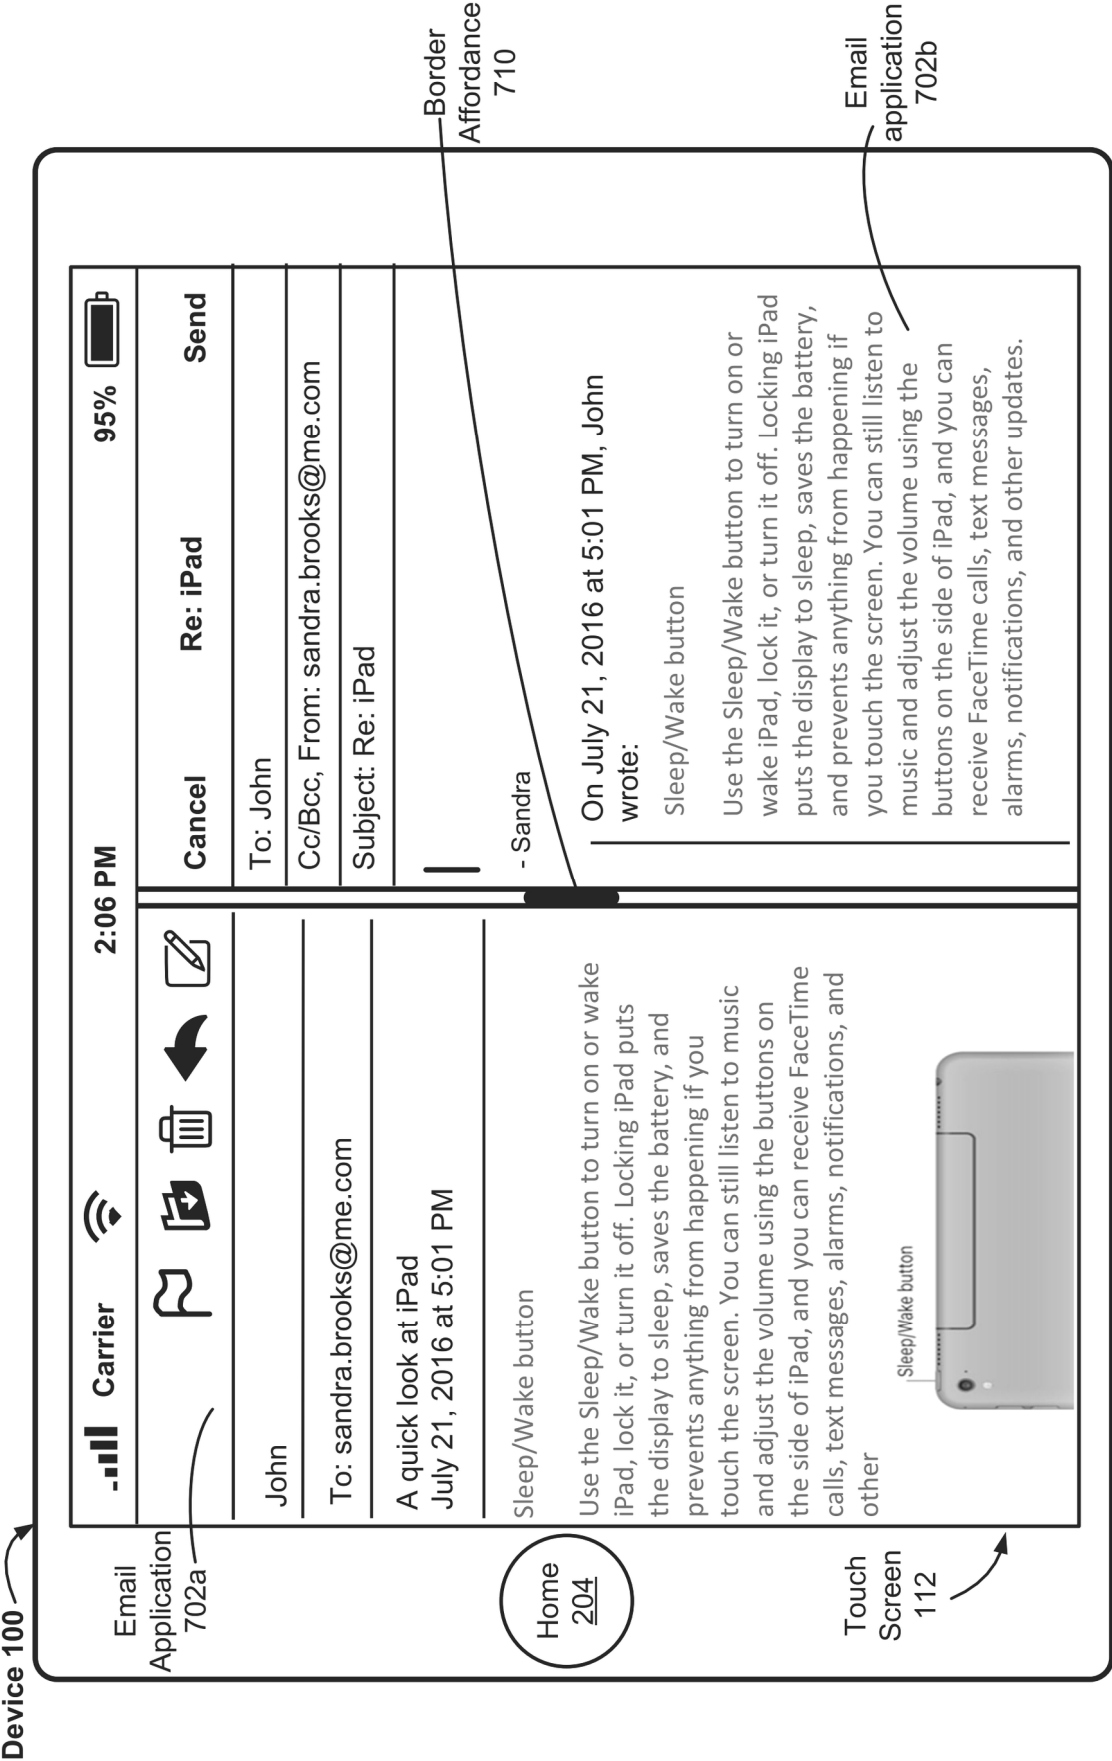 Device 100
Email
Application
702a
Border
Affordance
710
Email
application
702b
Home
204
Touch
Screen
112
Carrier
2:06 PM
95%
John
To: sandra.brooks@me.com
A quick look at iPad
July 21, 2016 at 5:01 PM
Sleep/Wake button
Use the Sleep/Wake button to turn on or wake
iPad, lock it, or turn it off. Locking iPad puts
the display to sleep, saves the battery, and
prevents anything from happening if you
touch the screen. You can still listen to music
and adjust the volume using the buttons on
the side of iPad, and you can receive FaceTime
calls, text messages, alarms, notifications, and
other
Sleep/Wake button
Cancel
Re: iPad
Send
To: John
Cc/Bcc, From: sandra.brooks@me.com
Subject: Re: iPad
- Sandra
On July 21, 2016 at 5:01 PM, John
wrote:
Sleep/Wake button
Use the Sleep/Wake button to turn on or
wake iPad, lock it, or turn it off. Locking iPad
puts the display to sleep, saves the battery,
and prevents anything from happening if
you touch the screen. You can still listen to
music and adjust the volume using the
buttons on the side of iPad, and you can
receive FaceTime calls, text messages,
alarms, notifications, and other updates.